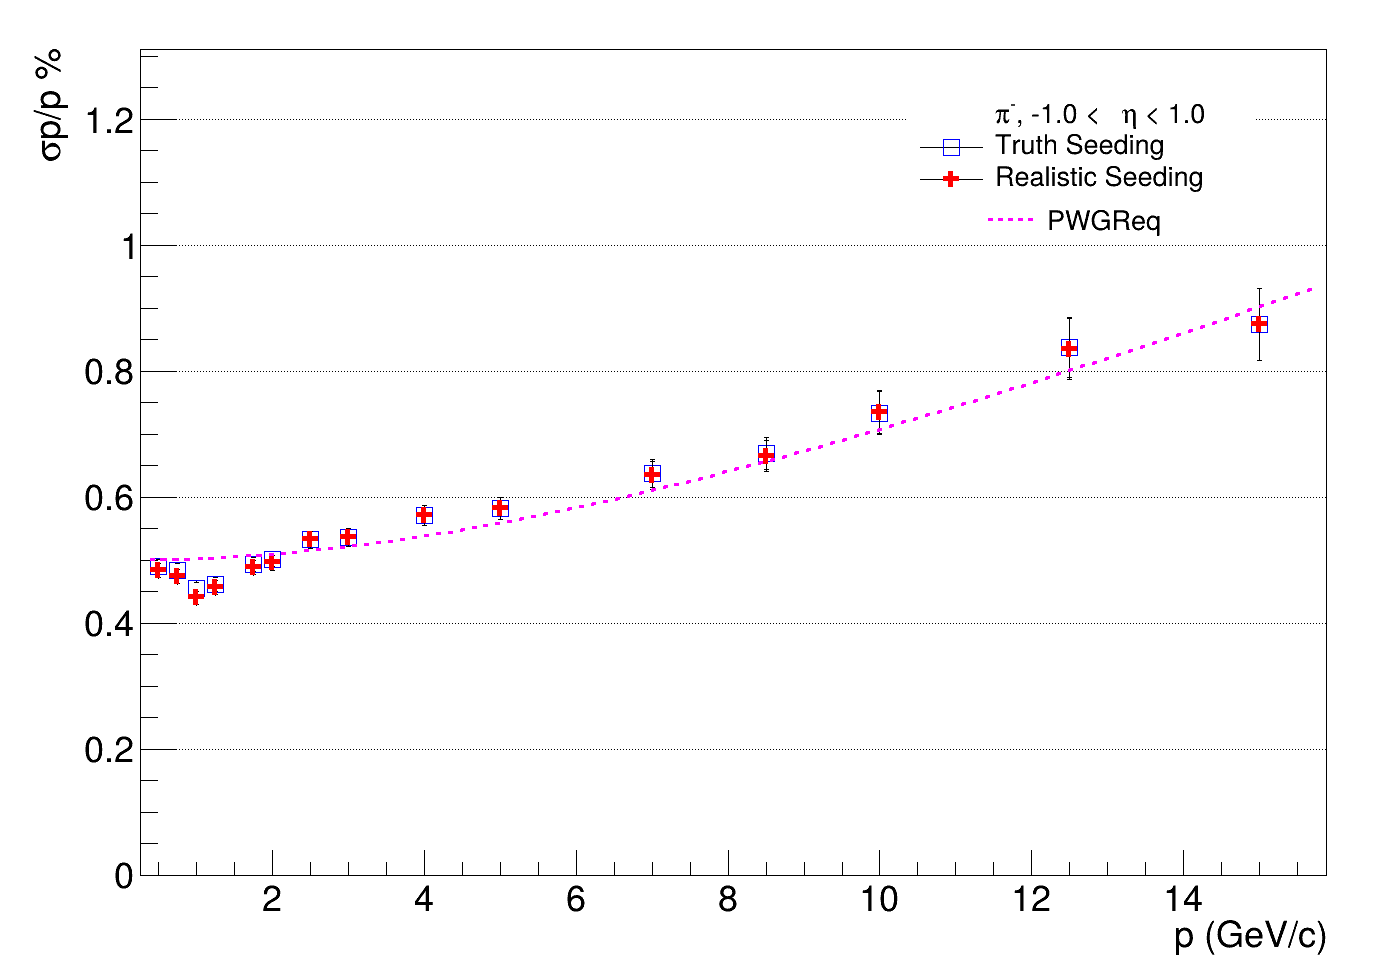 σp/p %
π⁻, -1.0 < η < 1.0
Truth Seeding
Realistic Seeding
PWGReq
1.2
1
0.8
0.6
0.4
0.2
0
2 4 6 8 10 12 14
p (GeV/c)